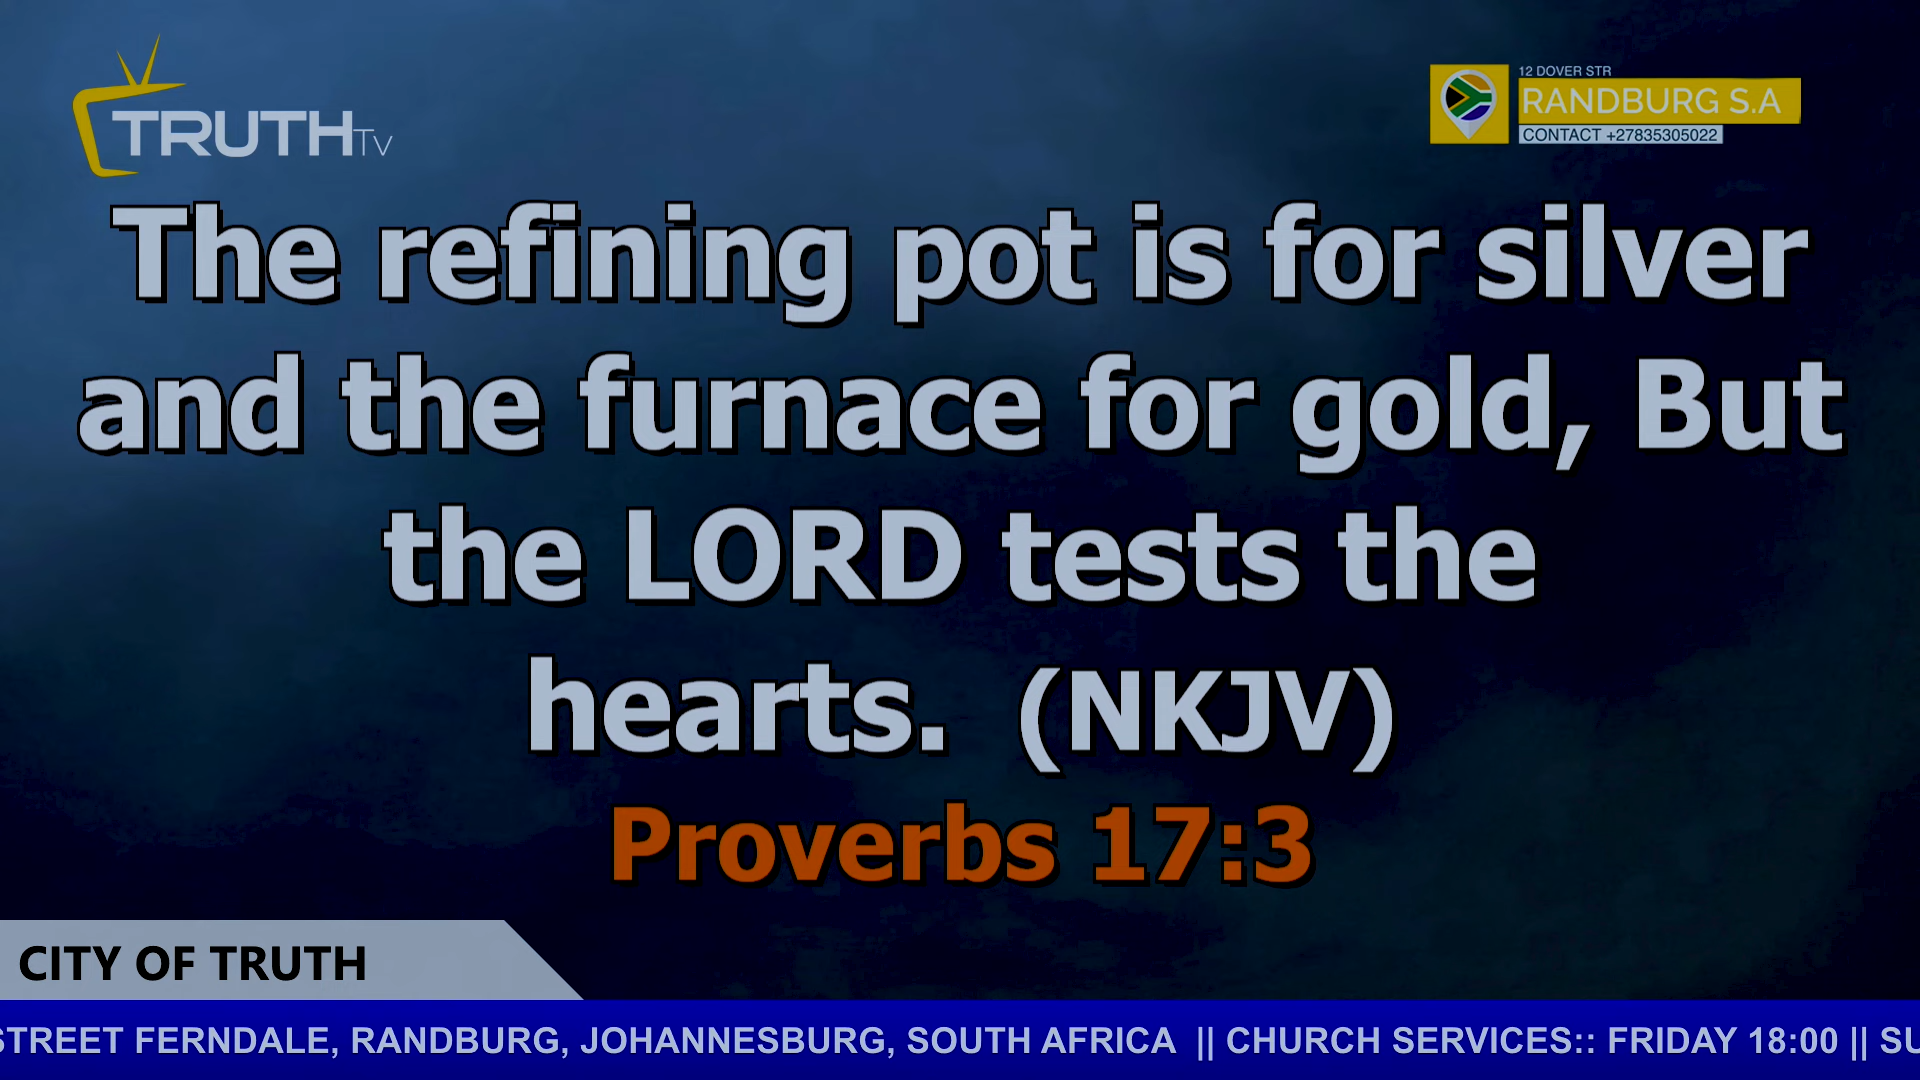 TRUTHTV
12 DOVER STR
RANDBURG S.A
CONTACT +27835305022
The refining pot is for silver
and the furnace for gold, But
the LORD tests the
hearts. (NKJV)
Proverbs 17:3
CITY OF TRUTH
STREET FERNDALE, RANDBURG, JOHANNESBURG, SOUTH AFRICA || CHURCH SERVICES:: FRIDAY 18:00 || SU